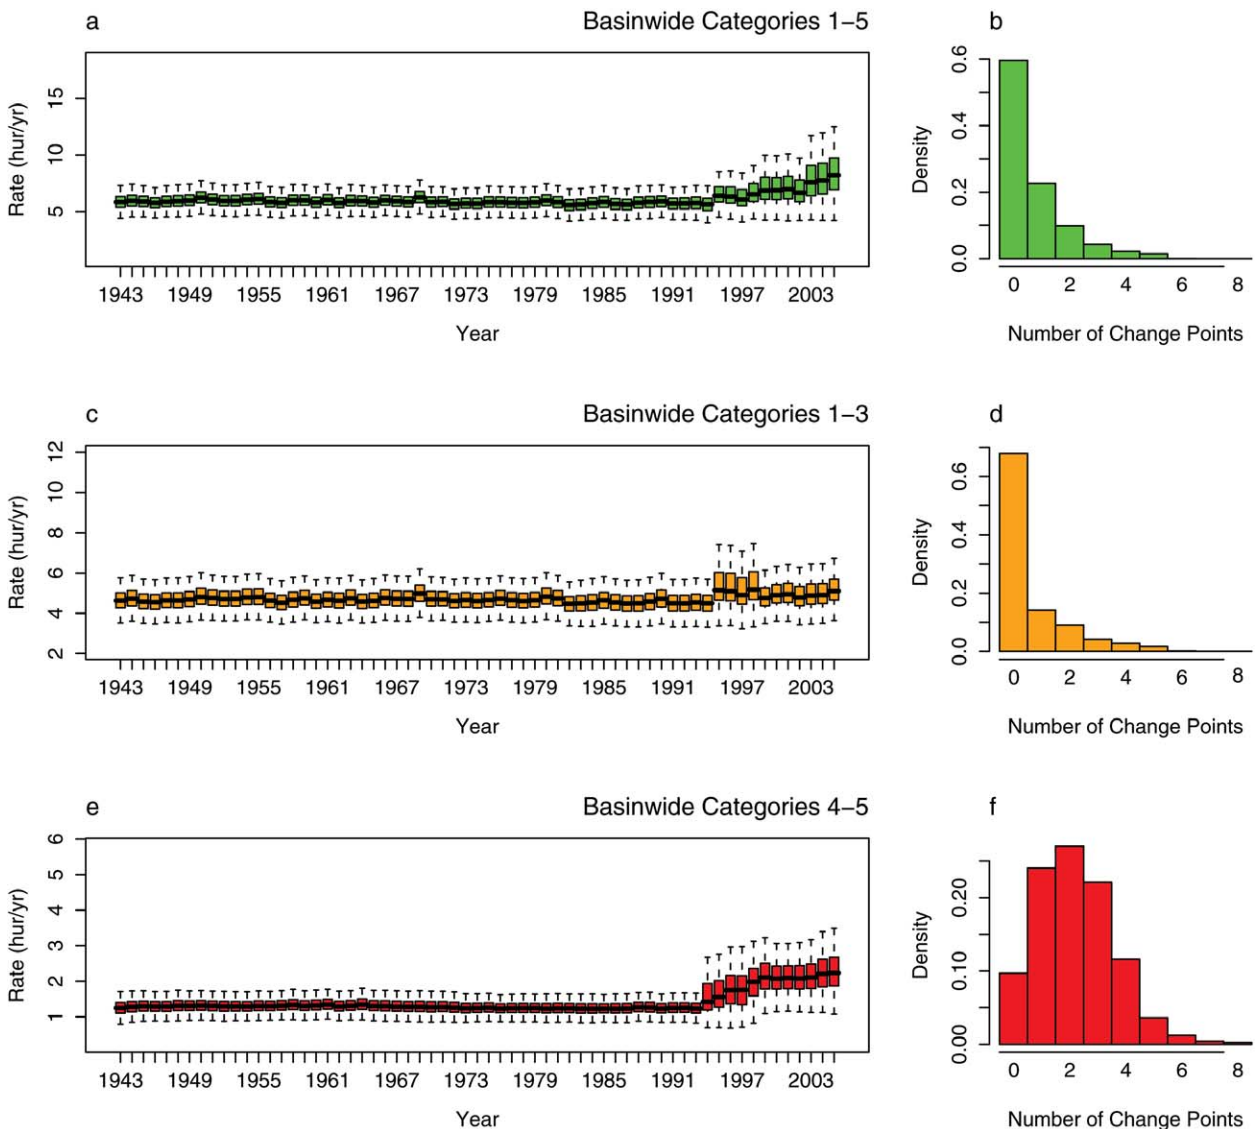 a
Basinwide Categories 1–5
b
Rate (hur/yr)
15
10
5
1943 1949 1955 1961 1967 1973 1979 1985 1991 1997 2003
Year
Density
0.6
0.4
0.2
0.0
0 2 4 6 8
Number of Change Points
c
Basinwide Categories 1–3
d
Rate (hur/yr)
12
10
8
6
4
2
1943 1949 1955 1961 1967 1973 1979 1985 1991 1997 2003
Year
Density
0.6
0.4
0.2
0.0
0 2 4 6 8
Number of Change Points
e
Basinwide Categories 4–5
f
Rate (hur/yr)
6
5
4
3
2
1
1943 1949 1955 1961 1967 1973 1979 1985 1991 1997 2003
Year
Density
0.20
0.10
0.00
0 2 4 6 8
Number of Change Points